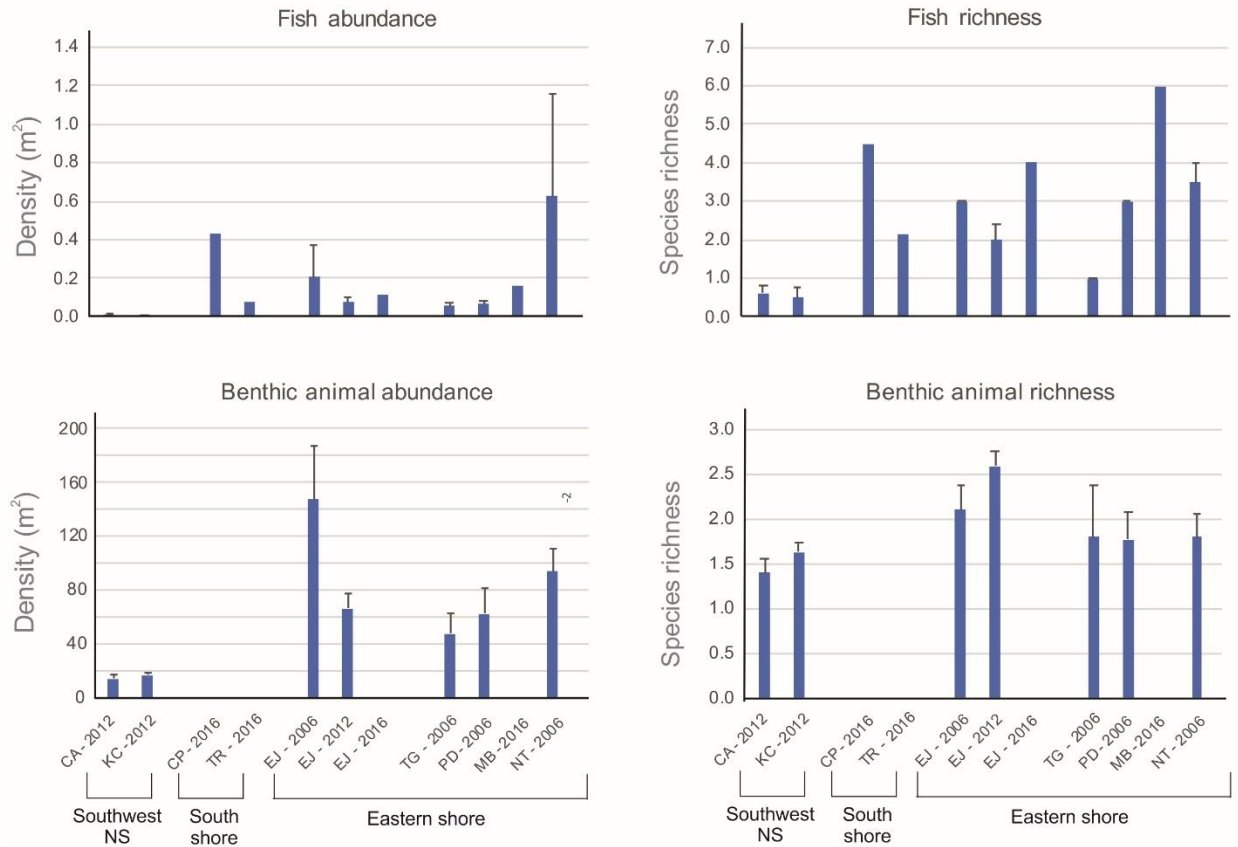 Fish abundance
Density (m²)
1.4
1.2
1.0
0.8
0.6
0.4
0.2
0.0
Fish richness
Species richness
7.0
6.0
5.0
4.0
3.0
2.0
1.0
0.0
Benthic animal abundance
Density (m²)
200
160
120
80
40
0
-2
CA - 2012
KC - 2012
CP - 2016
TR - 2016
EJ - 2006
EJ - 2012
EJ - 2016
TG - 2006
PD - 2006
MB - 2016
NT - 2006
Southwest
NS
South
shore
Eastern shore
Benthic animal richness
Species richness
3.0
2.5
2.0
1.5
1.0
0.5
0.0
CA - 2012
KC - 2012
CP - 2016
TR - 2016
EJ - 2006
EJ - 2012
EJ - 2016
TG - 2006
PD - 2006
MB - 2016
NT - 2006
Southwest
NS
South
shore
Eastern shore